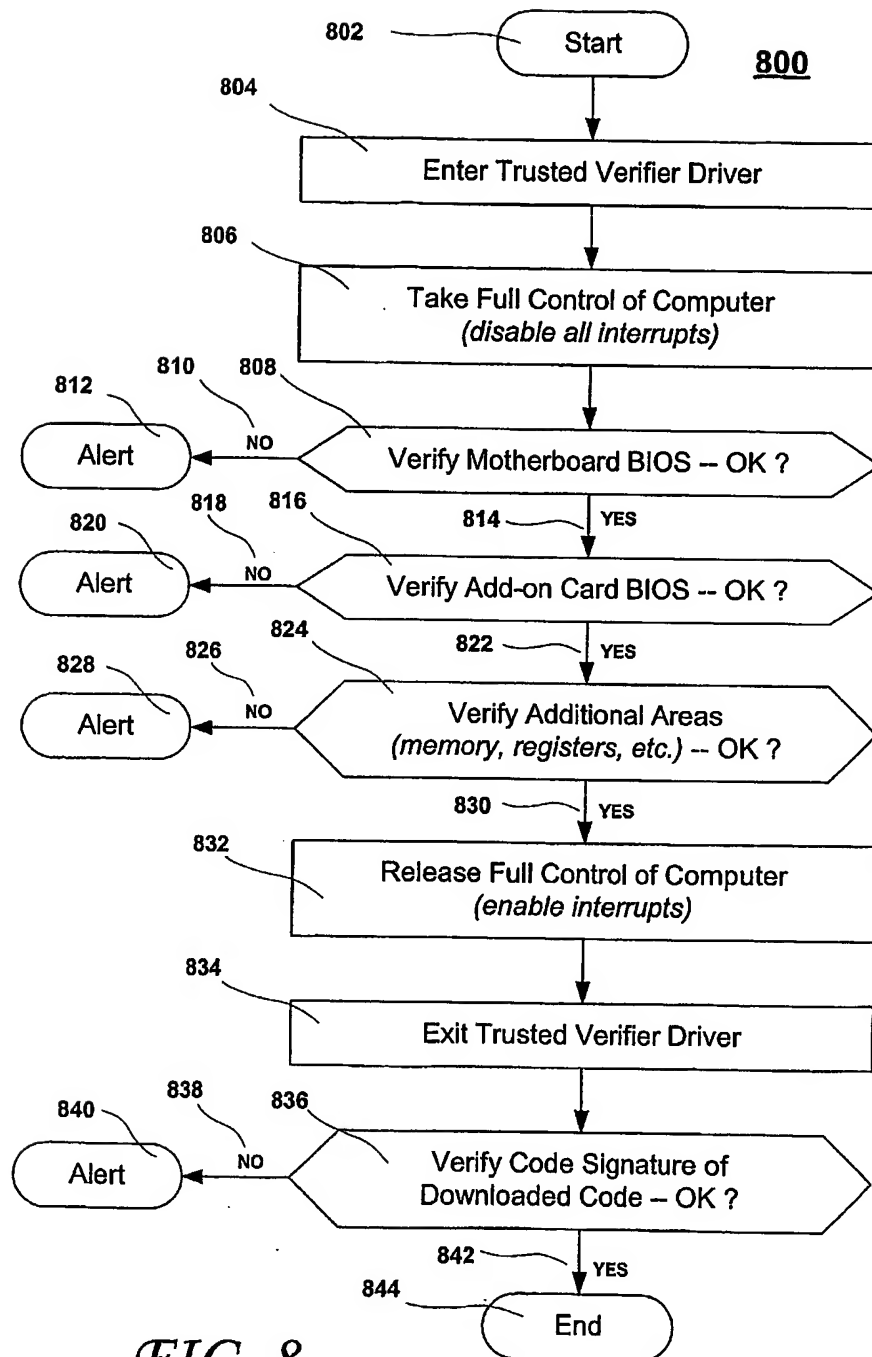 802
Start
800
804
Enter Trusted Verifier Driver
806
Take Full Control of Computer
(disable all interrupts)
812
810
808
Alert
NO
Verify Motherboard BIOS -- OK ?
814
YES
820
818
816
Alert
NO
Verify Add-on Card BIOS -- OK ?
822
YES
824
828
826
Alert
NO
Verify Additional Areas
(memory, registers, etc.) -- OK ?
830
YES
832
Release Full Control of Computer
(enable interrupts)
834
Exit Trusted Verifier Driver
840
838
836
Alert
NO
Verify Code Signature of
Downloaded Code -- OK ?
842
YES
844
End
FIG. 8